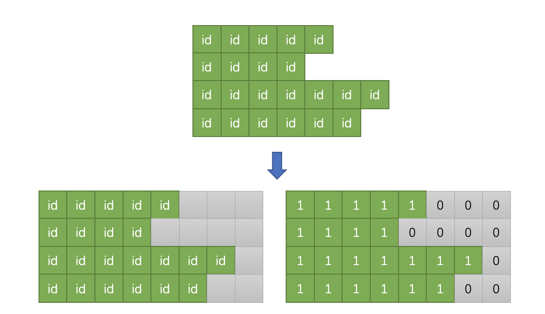 id id id id id
id id id id
id id id id id id id
id id id id id id
id id id id id
id id id id
id id id id id id id
id id id id id id
1 1 1 1 1 0 0 0
1 1 1 1 0 0 0 0
1 1 1 1 1 1 1 0
1 1 1 1 1 1 0 0